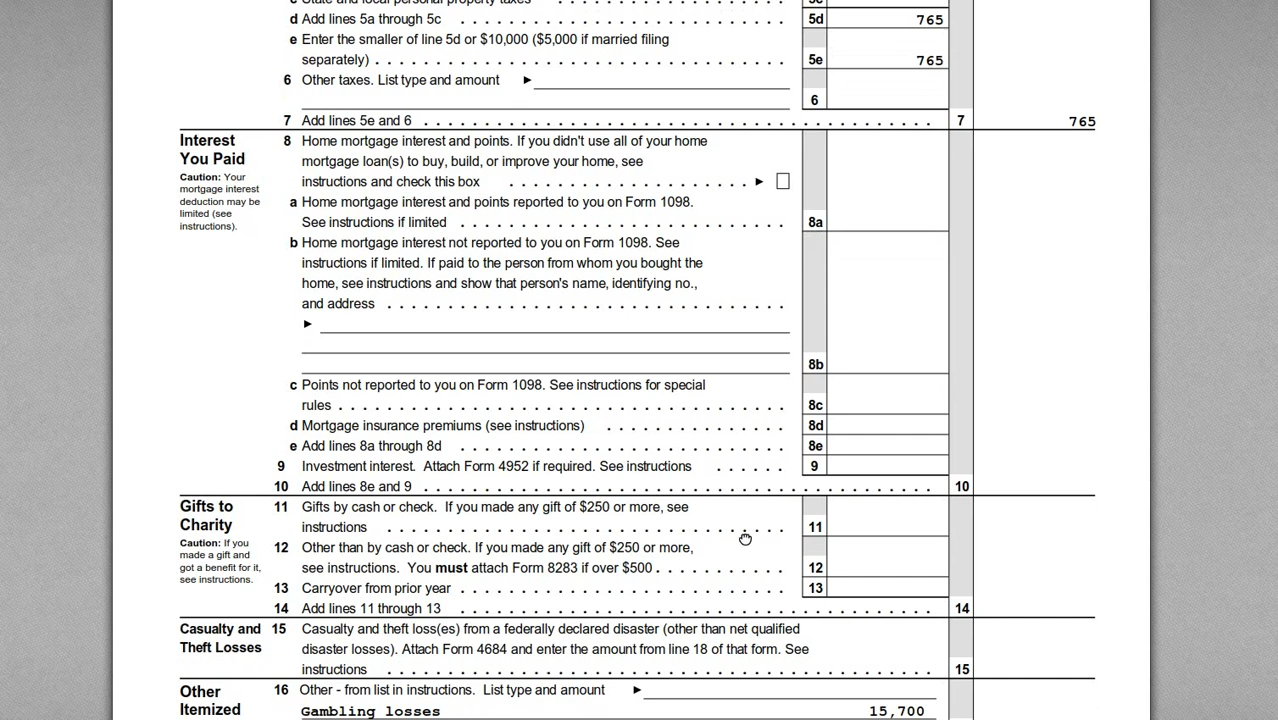 c State and local personal property taxes . . . . . . . . . . . . . . . . . . . 5c
d Add lines 5a through 5c . . . . . . . . . . . . . . . . . . . . . . . . . . . 5d 765
e Enter the smaller of line 5d or $10,000 ($5,000 if married filing
separately) . . . . . . . . . . . . . . . . . . . . . . . . . . . . . . . . . . 5e 765
6 Other taxes. List type and amount ►
6
7 Add lines 5e and 6 . . . . . . . . . . . . . . . . . . . . . . . . . . . . . . . . . . . . . . . . . . 7 765
Interest You Paid
Caution: Your mortgage interest deduction may be limited (see instructions).
8 Home mortgage interest and points. If you didn't use all of your home
mortgage loan(s) to buy, build, or improve your home, see
instructions and check this box . . . . . . . . . . . . . . . . . . . . ►
a Home mortgage interest and points reported to you on Form 1098.
See instructions if limited . . . . . . . . . . . . . . . . . . . . . . . . . . . 8a
b Home mortgage interest not reported to you on Form 1098. See
instructions if limited. If paid to the person from whom you bought the
home, see instructions and show that person's name, identifying no.,
and address . . . . . . . . . . . . . . . . . . . . . . . . . . . . . . . . .
►
8b
c Points not reported to you on Form 1098. See instructions for special
rules . . . . . . . . . . . . . . . . . . . . . . . . . . . . . . . . . . . . . 8c
d Mortgage insurance premiums (see instructions) . . . . . . . . . . . . . . . 8d
e Add lines 8a through 8d . . . . . . . . . . . . . . . . . . . . . . . . . . . 8e
9 Investment interest. Attach Form 4952 if required. See instructions . . . . . . 9
10 Add lines 8e and 9 . . . . . . . . . . . . . . . . . . . . . . . . . . . . . . . . . . . . . . . . . . 10
Gifts to Charity
Caution: If you made a gift and got a benefit for it, see instructions.
11 Gifts by cash or check. If you made any gift of $250 or more, see
instructions . . . . . . . . . . . . . . . . . . . . . . . . . . . . . . . . . 11
12 Other than by cash or check. If you made any gift of $250 or more,
see instructions. You must attach Form 8283 if over $500 . . . . . . . . . . . 12
13 Carryover from prior year . . . . . . . . . . . . . . . . . . . . . . . . . . . 13
14 Add lines 11 through 13 . . . . . . . . . . . . . . . . . . . . . . . . . . . . . . . . . . . . . . . 14
Casualty and Theft Losses
15 Casualty and theft loss(es) from a federally declared disaster (other than net qualified
disaster losses). Attach Form 4684 and enter the amount from line 18 of that form. See
instructions . . . . . . . . . . . . . . . . . . . . . . . . . . . . . . . . . . . . . . . . . . . . . 15
Other Itemized
16 Other - from list in instructions. List type and amount ►
Gambling losses 15,700